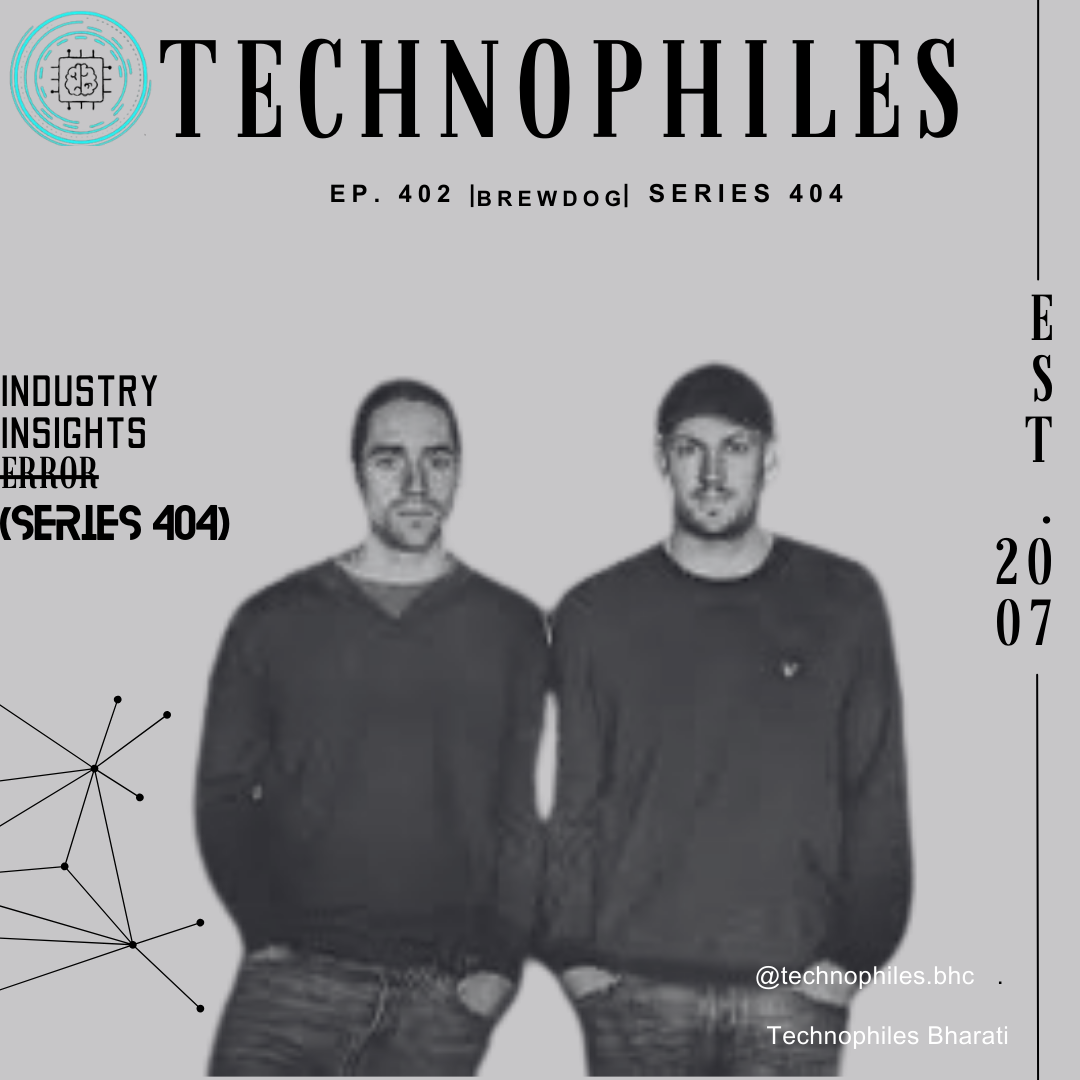 TECHNOPHILES
EP. 402 |BREWDOG| SERIES 404
INDUSTRY
INSIGHTS
ERROR
(SERIES 404)
E
S
T
.
20
07
@technophiles.bhc .
Technophiles Bharati